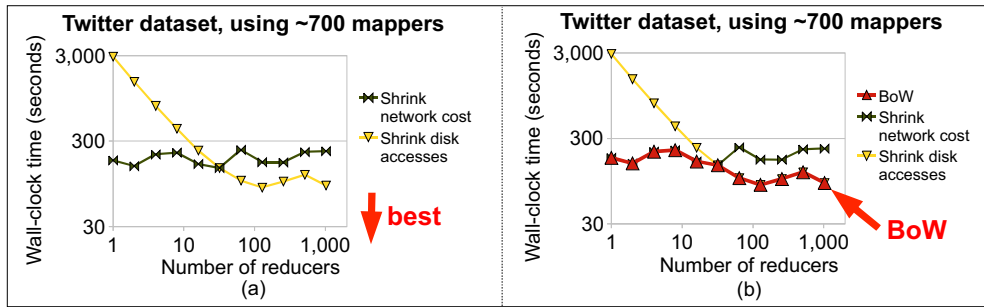 Twitter dataset, using ~700 mappers
Wall-clock time (seconds)
3,000
300
30
1
10
100
1,000
Number of reducers
(a)
Shrink
network cost
Shrink disk
accesses
best
Twitter dataset, using ~700 mappers
Wall-clock time (seconds)
3,000
300
30
1
10
100
1,000
Number of reducers
(b)
BoW
Shrink
network cost
Shrink disk
accesses
BoW